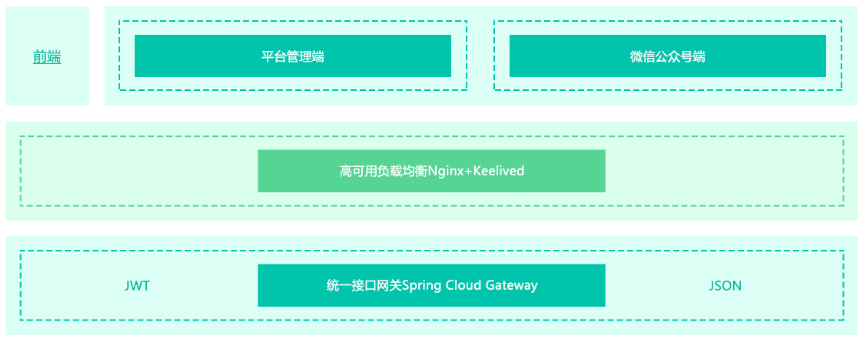 前端
平台管理端
微信公众号端
高可用负载均衡Nginx+Keelived
JWT
统一接口网关Spring Cloud Gateway
JSON